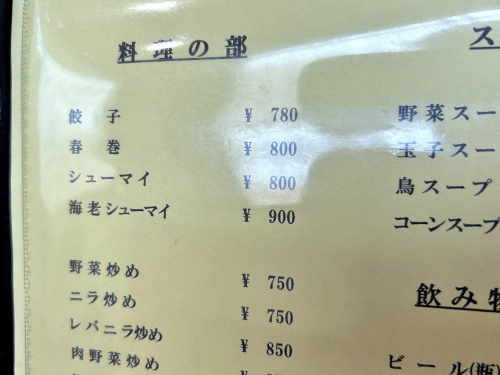 料理の部
餃子 ¥ 780
春巻 ¥ 800
シューマイ ¥ 800
海老シューマイ ¥ 900
野菜炒め ¥ 750
ニラ炒め ¥ 750
レバニラ炒め ¥ 850
肉野菜炒め ¥
ス
野菜スー
玉子スー
鳥スープ
コーンスープ
飲み物
ビール(瓶)